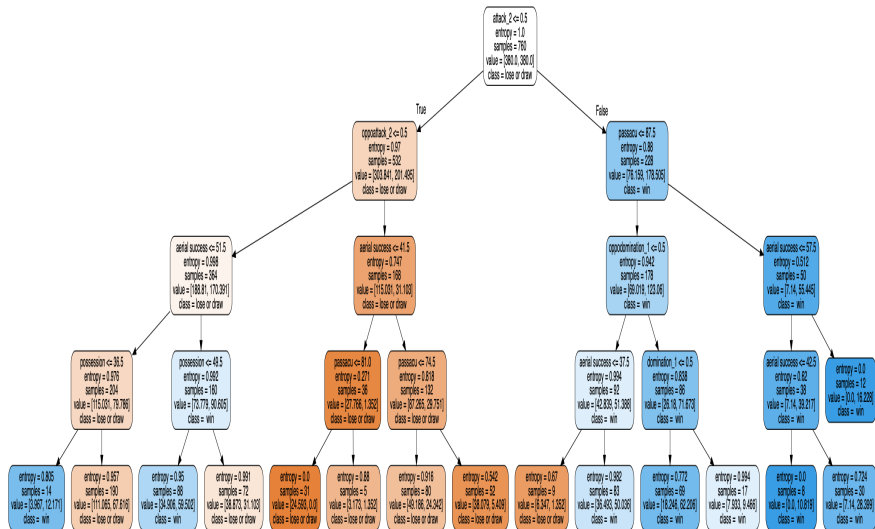 attack_2 <= 0.5
entropy = 1.0
samples = 760
value = [380.0, 380.0]
class = lose or draw
True
False
oppoattack_2 <= 0.5
entropy = 0.97
samples = 532
value = [303.841, 201.495]
class = lose or draw
passacu <= 87.5
entropy = 0.88
samples = 228
value = [76.159, 178.505]
class = win
aerial success <= 51.5
entropy = 0.998
samples = 364
value = [188.81, 170.391]
class = lose or draw
aerial success <= 41.5
entropy = 0.747
samples = 168
value = [115.031, 31.103]
class = lose or draw
oppodomination_1 <= 0.5
entropy = 0.942
samples = 178
value = [69.019, 123.06]
class = win
aerial success <= 57.5
entropy = 0.512
samples = 50
value = [7.14, 55.445]
class = win
possession <= 36.5
entropy = 0.976
samples = 204
value = [115.031, 79.786]
class = lose or draw
possession <= 49.5
entropy = 0.992
samples = 160
value = [73.779, 90.605]
class = win
passacu <= 81.0
entropy = 0.271
samples = 36
value = [27.766, 1.352]
class = lose or draw
passacu <= 74.5
entropy = 0.818
samples = 132
value = [87.265, 29.751]
class = lose or draw
aerial success <= 37.5
entropy = 0.994
samples = 92
value = [42.839, 51.388]
class = win
domination_1 <= 0.5
entropy = 0.838
samples = 86
value = [26.18, 71.673]
class = win
aerial success <= 42.5
entropy = 0.62
samples = 38
value = [7.14, 39.217]
class = win
entropy = 0.0
samples = 12
value = [0.0, 16.228]
class = win
entropy = 0.805
samples = 14
value = [3.967, 12.171]
class = win
entropy = 0.957
samples = 190
value = [111.065, 67.616]
class = lose or draw
entropy = 0.95
samples = 88
value = [34.906, 59.502]
class = win
entropy = 0.991
samples = 72
value = [38.873, 31.103]
class = lose or draw
entropy = 0.0
samples = 31
value = [24.593, 0.0]
class = lose or draw
entropy = 0.88
samples = 5
value = [3.173, 1.352]
class = lose or draw
entropy = 0.916
samples = 80
value = [49.186, 24.342]
class = lose or draw
entropy = 0.542
samples = 52
value = [38.079, 5.409]
class = lose or draw
entropy = 0.67
samples = 9
value = [6.347, 1.352]
class = lose or draw
entropy = 0.982
samples = 83
value = [36.493, 50.036]
class = win
entropy = 0.772
samples = 69
value = [18.246, 62.206]
class = win
entropy = 0.994
samples = 17
value = [7.933, 9.466]
class = win
entropy = 0.0
samples = 8
value = [0.0, 10.819]
class = win
entropy = 0.724
samples = 30
value = [7.14, 28.399]
class = win